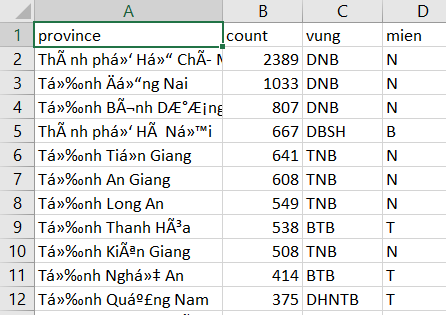 A B C D
1 province count vung mien
2 ThÃ nh phá»‘ Há»“ ChÃ­ M 2389 DNB N
3 Tá»‰nh Äá»“ng Nai 1033 DNB N
4 Tá»‰nh BÃ¬nh DÆ°Æ¡ng 807 DNB N
5 ThÃ nh phá»‘ HÃ  Ná»™i 667 DBSH B
6 Tá»‰nh Tiá»n Giang 641 TNB N
7 Tá»‰nh An Giang 608 TNB N
8 Tá»‰nh Long An 549 TNB N
9 Tá»‰nh Thanh HÃ³a 538 BTB T
10 Tá»‰nh KiÃªn Giang 508 TNB N
11 Tá»‰nh Nghá»‡ An 414 BTB T
12 Tá»‰nh Quáº£ng Nam 375 DHNTB T